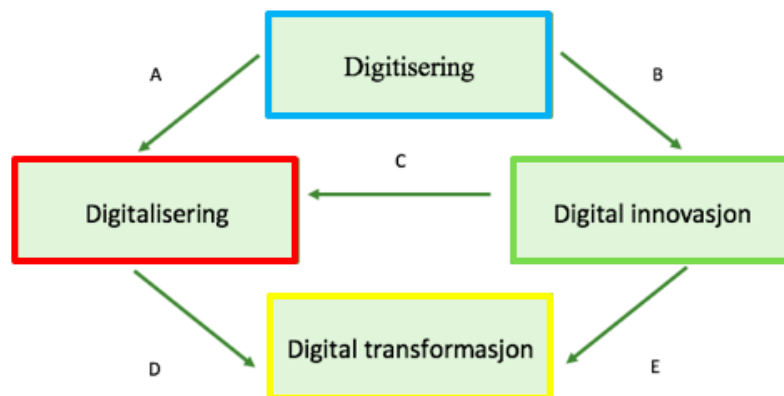 Digitisering
A
B
C
Digitalisering
Digital innovasjon
Digital transformasjon
D
E